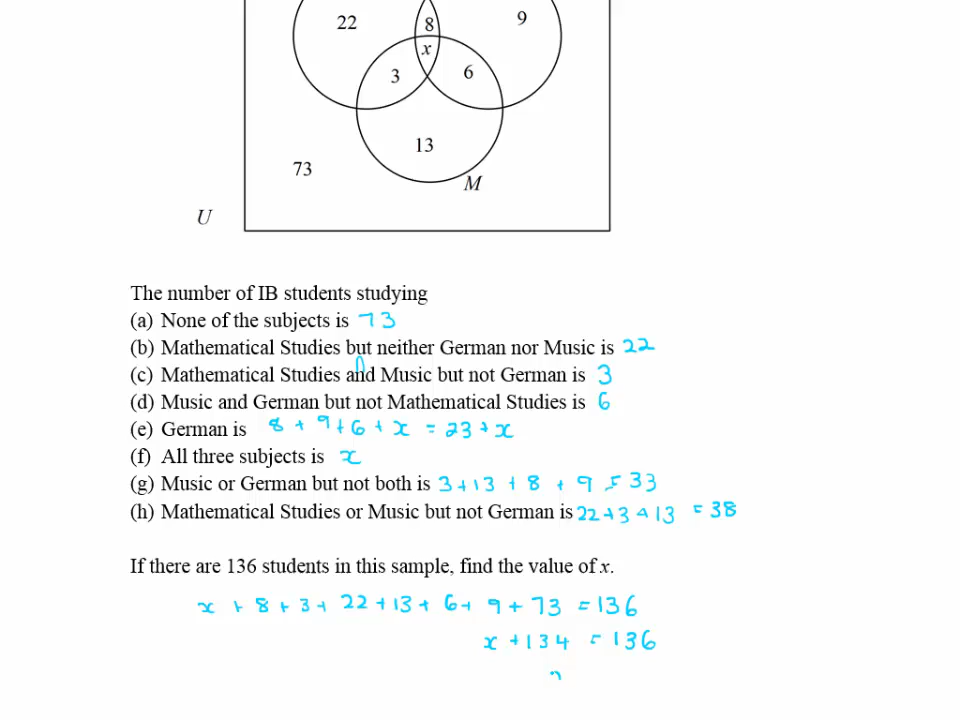 22 8 9
x
3 6
13
73
M
U
The number of IB students studying
(a) None of the subjects is 73
(b) Mathematical Studies but neither German nor Music is 22
(c) Mathematical Studies and Music but not German is 3
(d) Music and German but not Mathematical Studies is 6
(e) German is 8 + 9 + 6 + x = 23 + x
(f) All three subjects is x
(g) Music or German but not both is 3 + 13 + 8 + 9 = 33
(h) Mathematical Studies or Music but not German is 22 + 3 + 13 = 38
If there are 136 students in this sample, find the value of x.
x + 8 + 3 + 22 + 13 + 6 + 9 + 73 = 136
x + 134 = 136